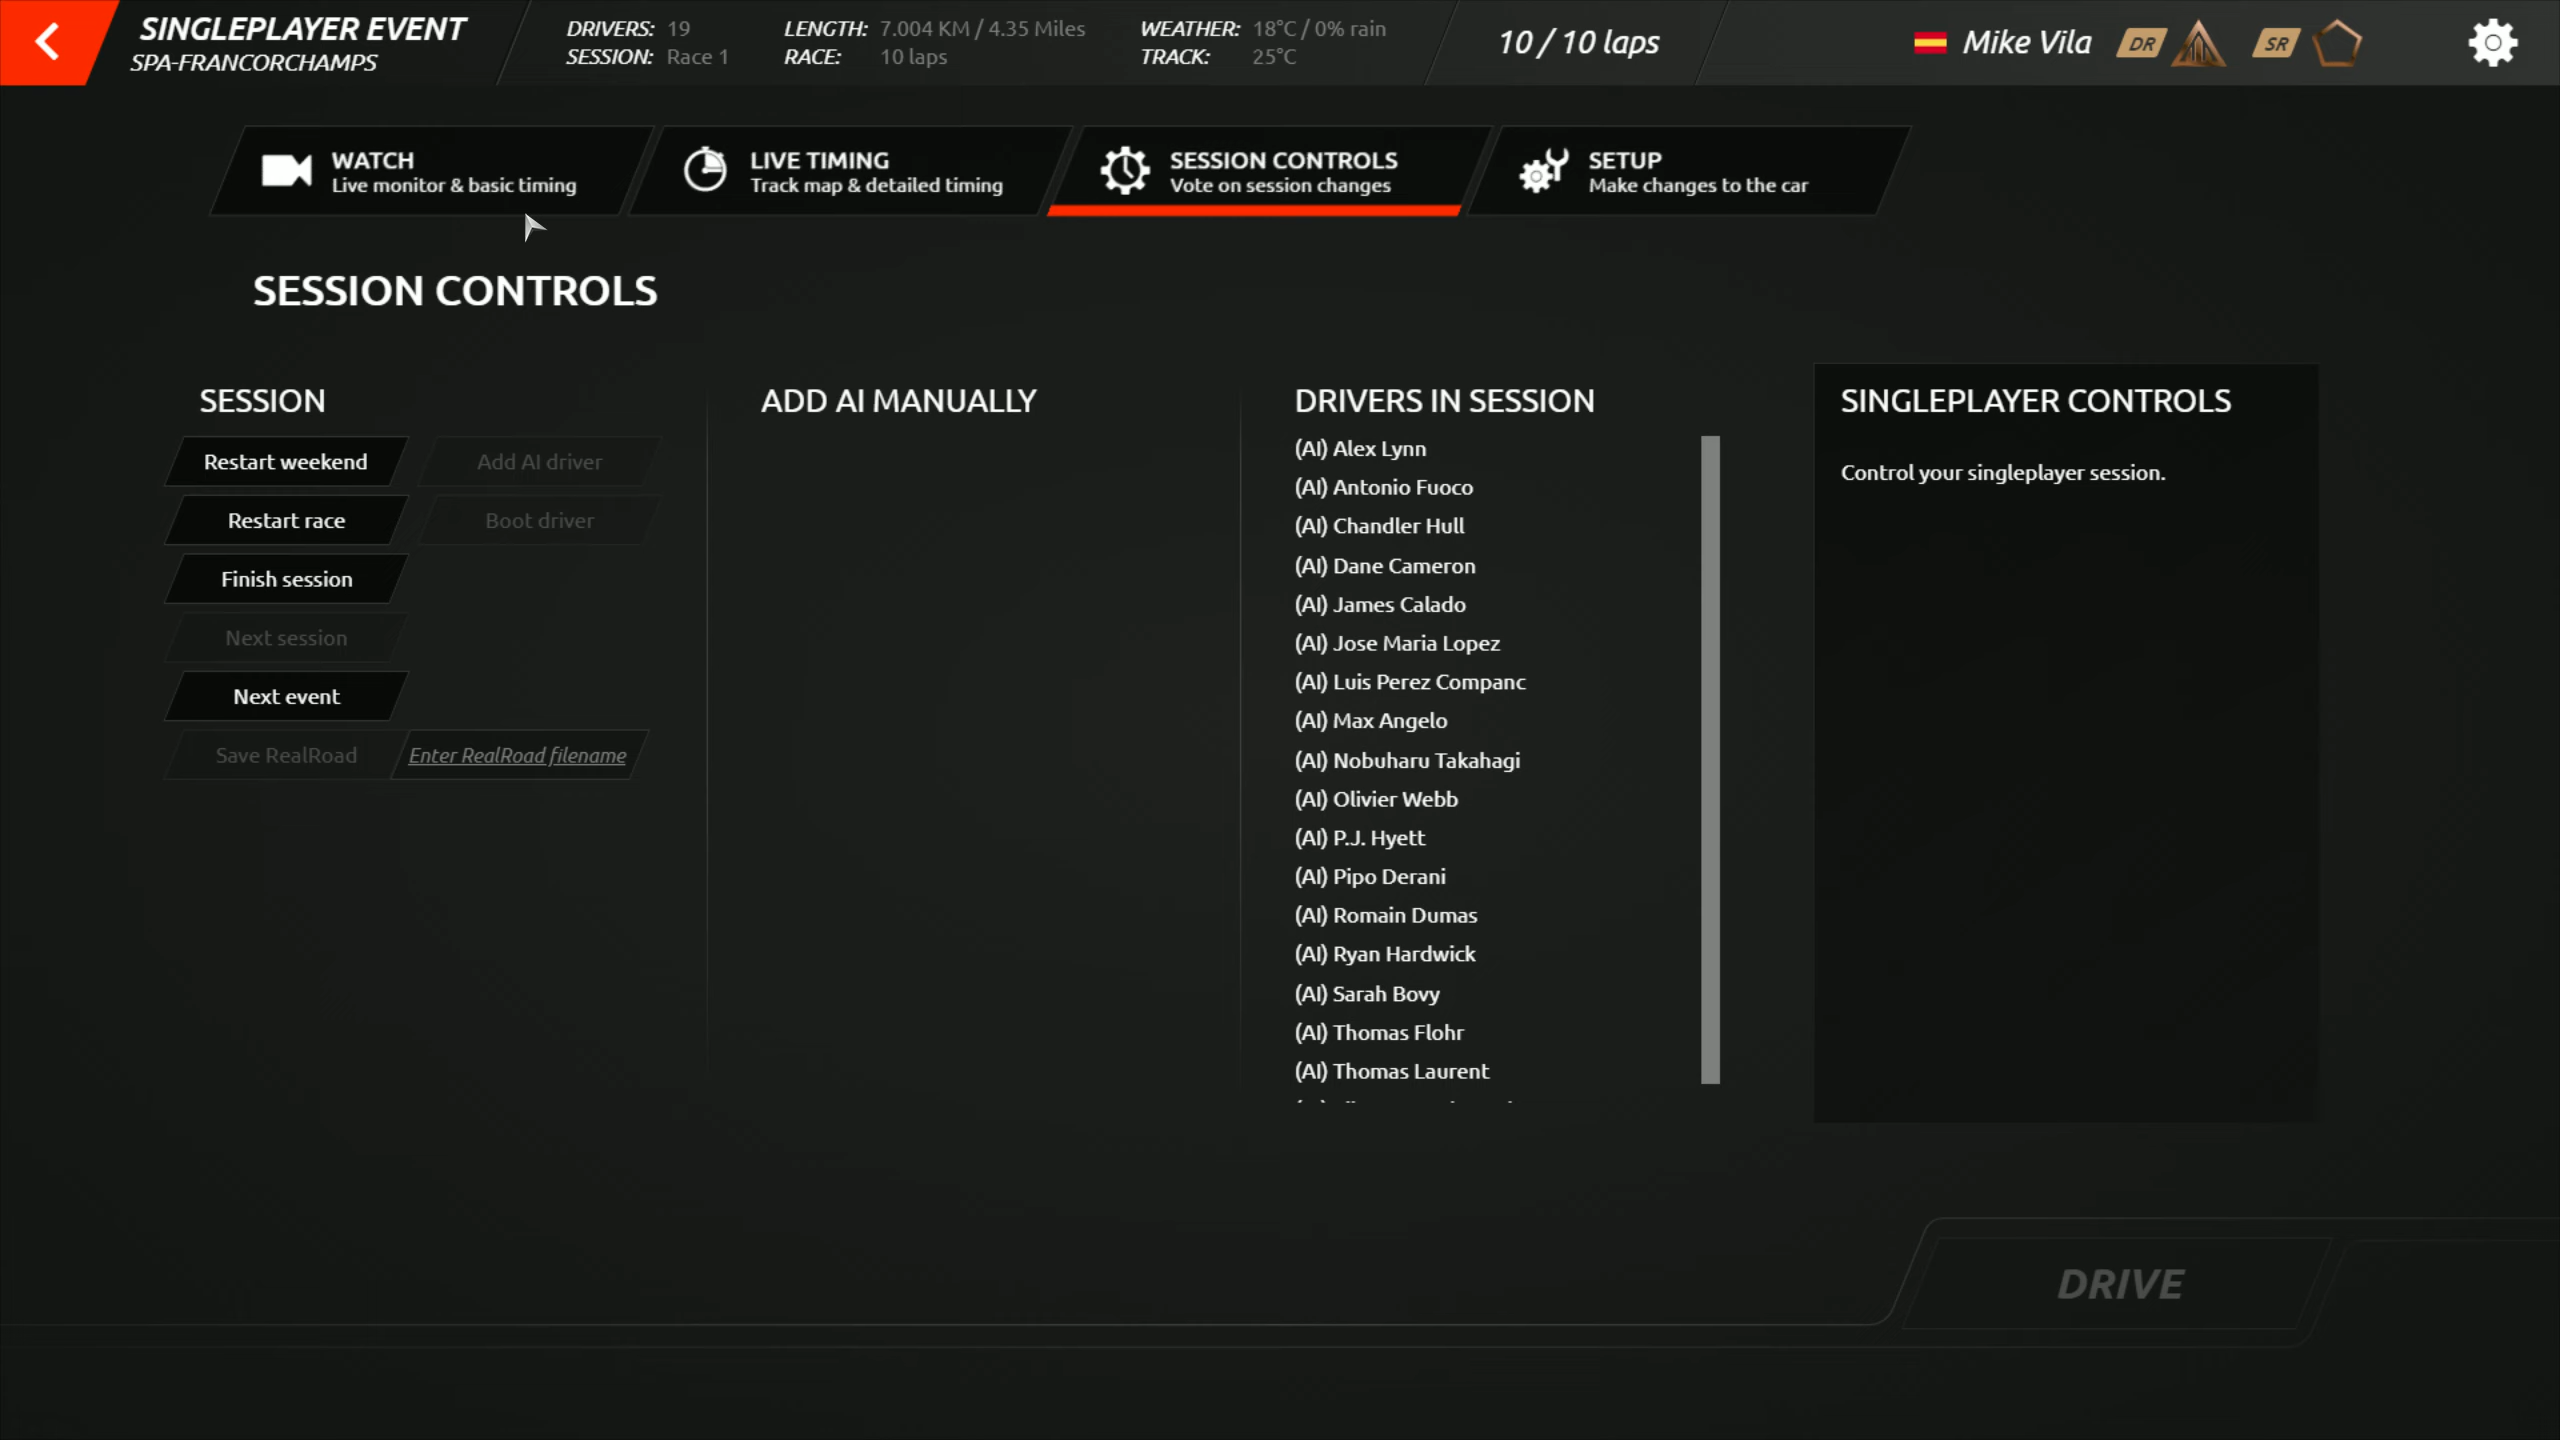 SINGLEPLAYER EVENT
SPA-FRANCORCHAMPS
DRIVERS: 19
SESSION: Race 1
LENGTH: 7.004 KM / 4.35 Miles
RACE: 10 laps
WEATHER: 18°C / 0% rain
TRACK: 25°C
10 / 10 laps
Mike Vila
DR
SR
WATCH
Live monitor & basic timing
LIVE TIMING
Track map & detailed timing
SESSION CONTROLS
Vote on session changes
SETUP
Make changes to the car
SESSION CONTROLS
SESSION
Restart weekend
Add AI driver
Restart race
Boot driver
Finish session
Next session
Next event
Save RealRoad
Enter RealRoad filename
ADD AI MANUALLY
DRIVERS IN SESSION
(AI) Alex Lynn
(AI) Antonio Fuoco
(AI) Chandler Hull
(AI) Dane Cameron
(AI) James Calado
(AI) Jose Maria Lopez
(AI) Luis Perez Companc
(AI) Max Angelo
(AI) Nobuharu Takahagi
(AI) Olivier Webb
(AI) P.J. Hyett
(AI) Pipo Derani
(AI) Romain Dumas
(AI) Ryan Hardwick
(AI) Sarah Bovy
(AI) Thomas Flohr
(AI) Thomas Laurent
SINGLEPLAYER CONTROLS
Control your singleplayer session.
DRIVE